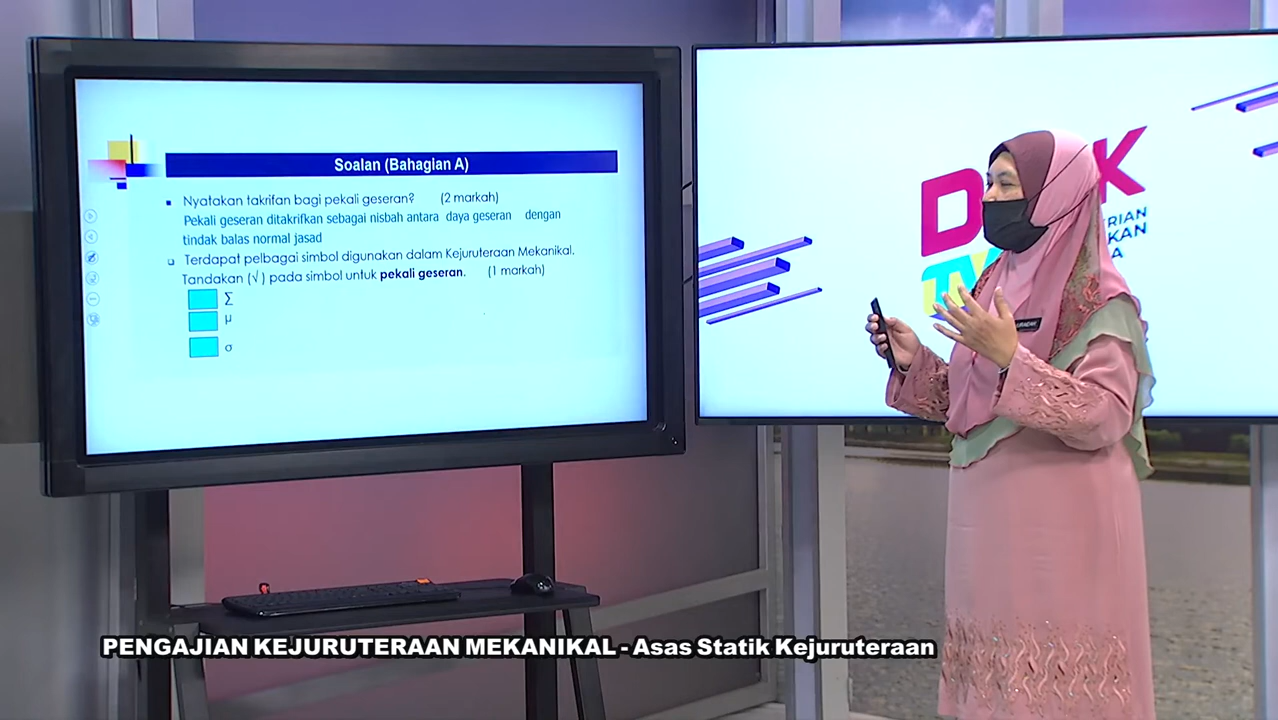 Soalan (Bahagian A)
Nyatakan takrifan bagi pekali geseran? (2 markah)
Pekali geseran ditakrifkan sebagai nisbah antara daya geseran dengan
tindak balas normal jasad
Terdapat pelbagai simbol digunakan dalam Kejuruteraan Mekanikal.
Tandakan (√ ) pada simbol untuk pekali geseran. (1 markah)
Σ
μ
σ
D K
TV
PENGAJIAN KEJURUTERAAN MEKANIKAL - Asas Statik Kejuruteraan